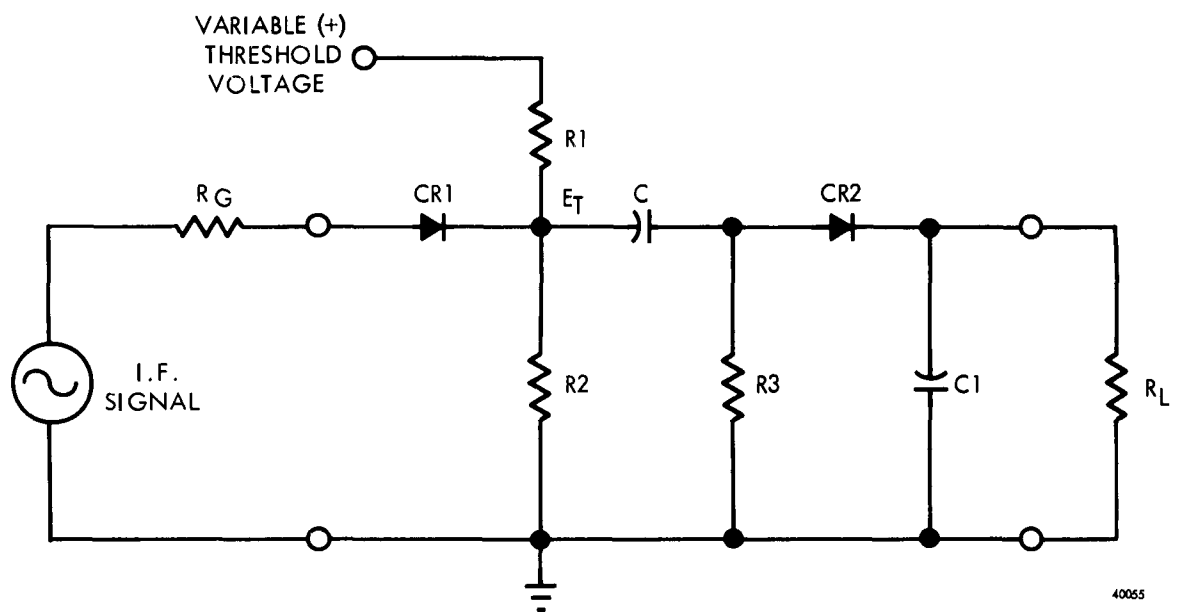 VARIABLE (+)
THRESHOLD
VOLTAGE
R1
RG
CR1
ET
C
CR2
I.F.
SIGNAL
R2
R3
C1
RL
40055